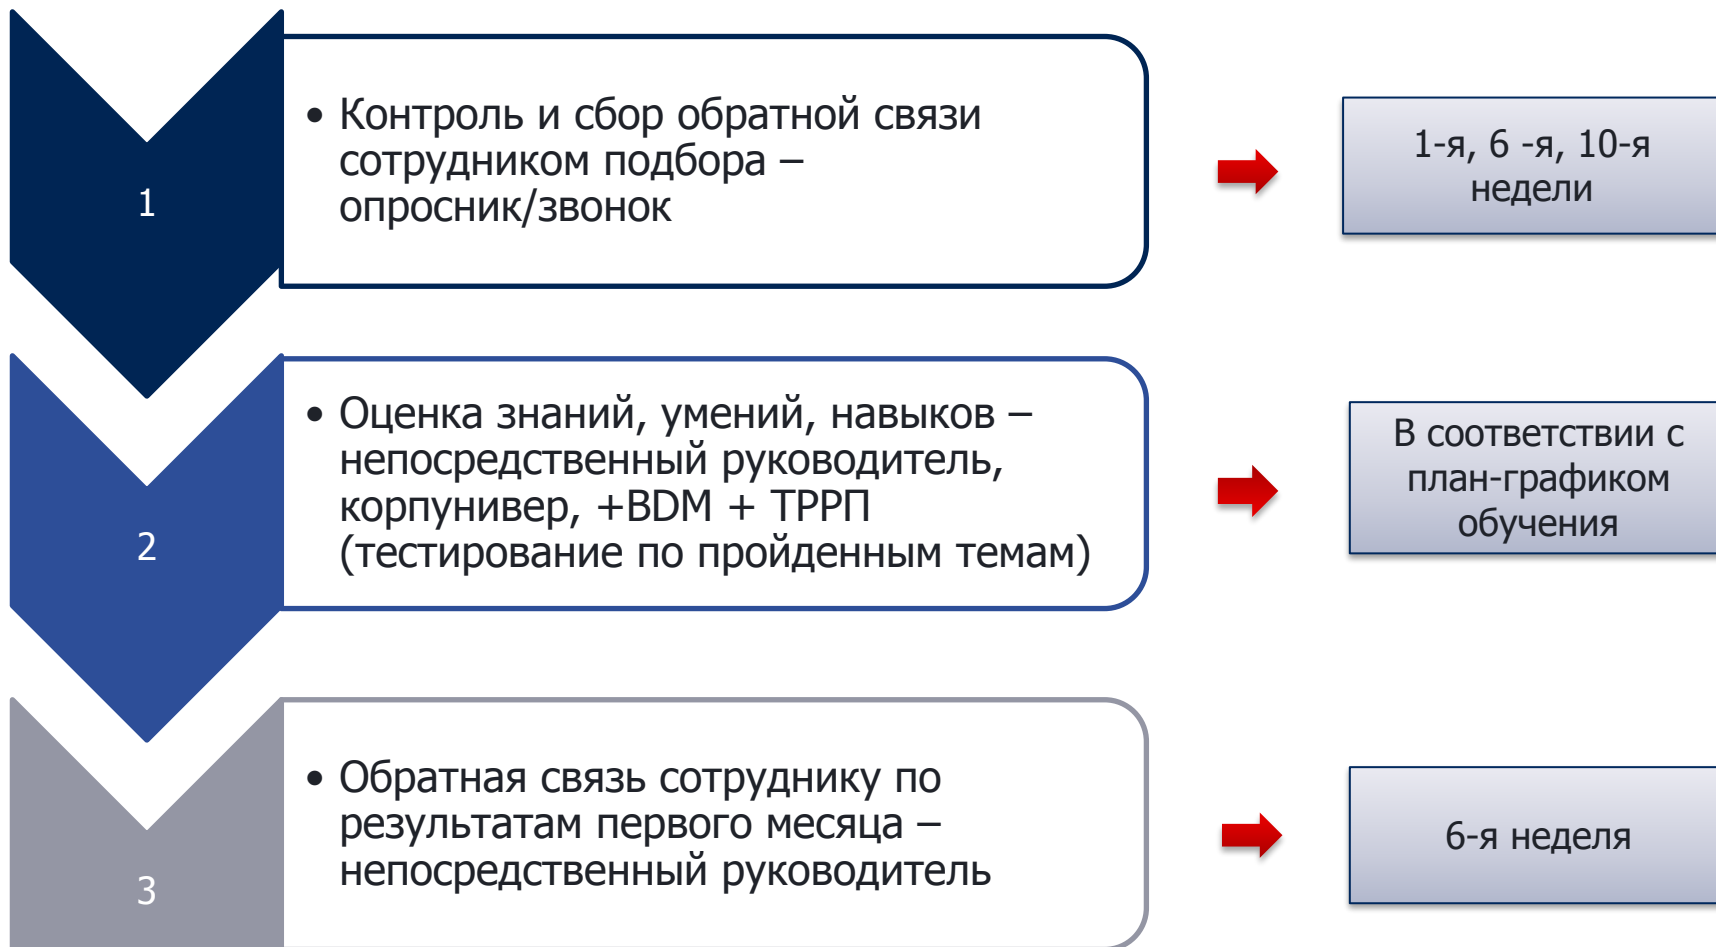 1
• Контроль и сбор обратной связи
сотрудником подбора –
опросник/звонок
1-я, 6 -я, 10-я
недели
2
• Оценка знаний, умений, навыков –
непосредственный руководитель,
корпунивер, +BDM + ТРРП
(тестирование по пройденным темам)
В соответствии с
план-графиком
обучения
3
• Обратная связь сотруднику по
результатам первого месяца –
непосредственный руководитель
6-я неделя